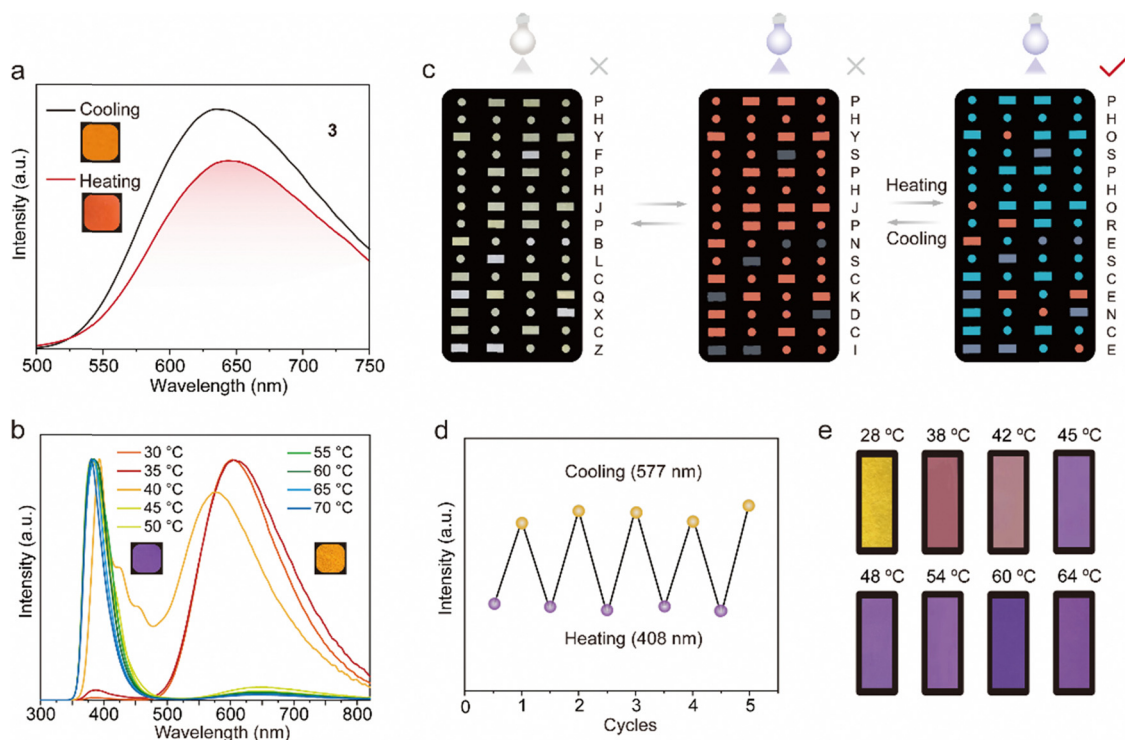 a
Intensity (a.u.)
Cooling
Heating
3
500 550 600 650 700 750
Wavelength (nm)
c
P
H
Y
F
P
H
J
P
B
L
C
Q
X
C
Z
P
H
Y
S
P
H
J
P
N
S
C
K
D
C
I
Heating
Cooling
P
H
O
S
P
H
O
R
E
S
C
E
N
C
E
b
Intensity (a.u.)
30 °C
35 °C
40 °C
45 °C
50 °C
55 °C
60 °C
65 °C
70 °C
300 400 500 600 700 800
Wavelength (nm)
d
Intensity (a.u.)
Cooling (577 nm)
Heating (408 nm)
0 1 2 3 4 5
Cycles
e
28 °C 38 °C 42 °C 45 °C
48 °C 54 °C 60 °C 64 °C